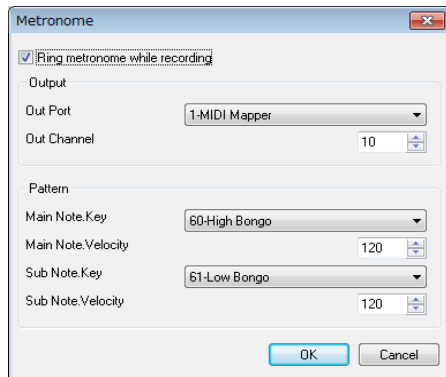 Metronome
Ring metronome while recording
Output
Out Port 1-MIDI Mapper
Out Channel 10
Pattern
Main Note.Key 60-High Bongo
Main Note.Velocity 120
Sub Note.Key 61-Low Bongo
Sub Note.Velocity 120
OK Cancel